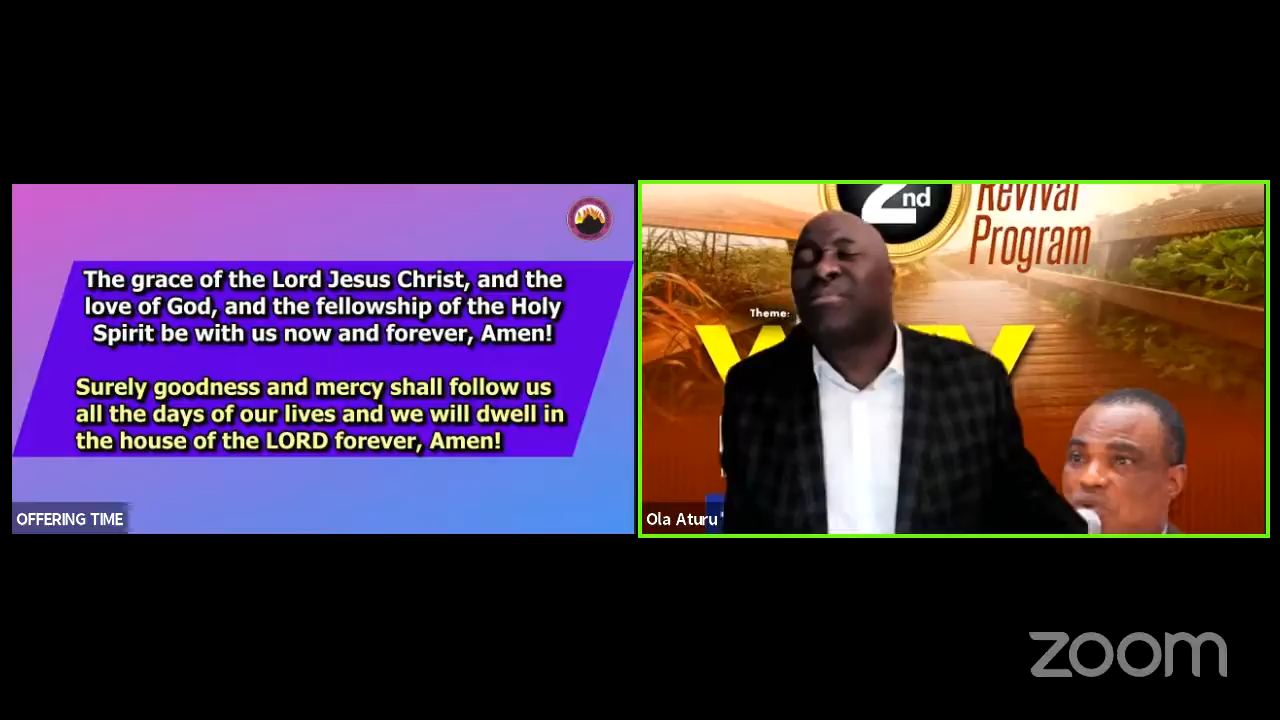 The grace of the Lord Jesus Christ, and the
love of God, and the fellowship of the Holy
Spirit be with us now and forever, Amen!
Surely goodness and mercy shall follow us
all the days of our lives and we will dwell in
the house of the LORD forever, Amen!
OFFERING TIME
2nd
Revival
Program
Theme:
Ola Aturu
zoom